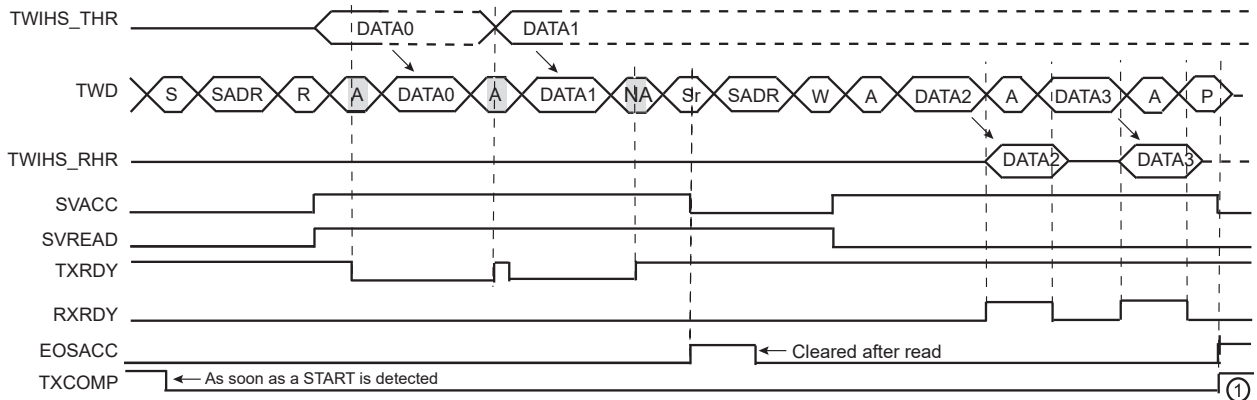 TWIHS_THR DATA0 DATA1
TWD S SADR R A DATA0 A DATA1 NA Sr SADR W A DATA2 A DATA3 A P
TWIHS_RHR DATA2 DATA3
SVACC
SVREAD
TXRDY
RXRDY
EOSACC Cleared after read
TXCOMP As soon as a START is detected 1